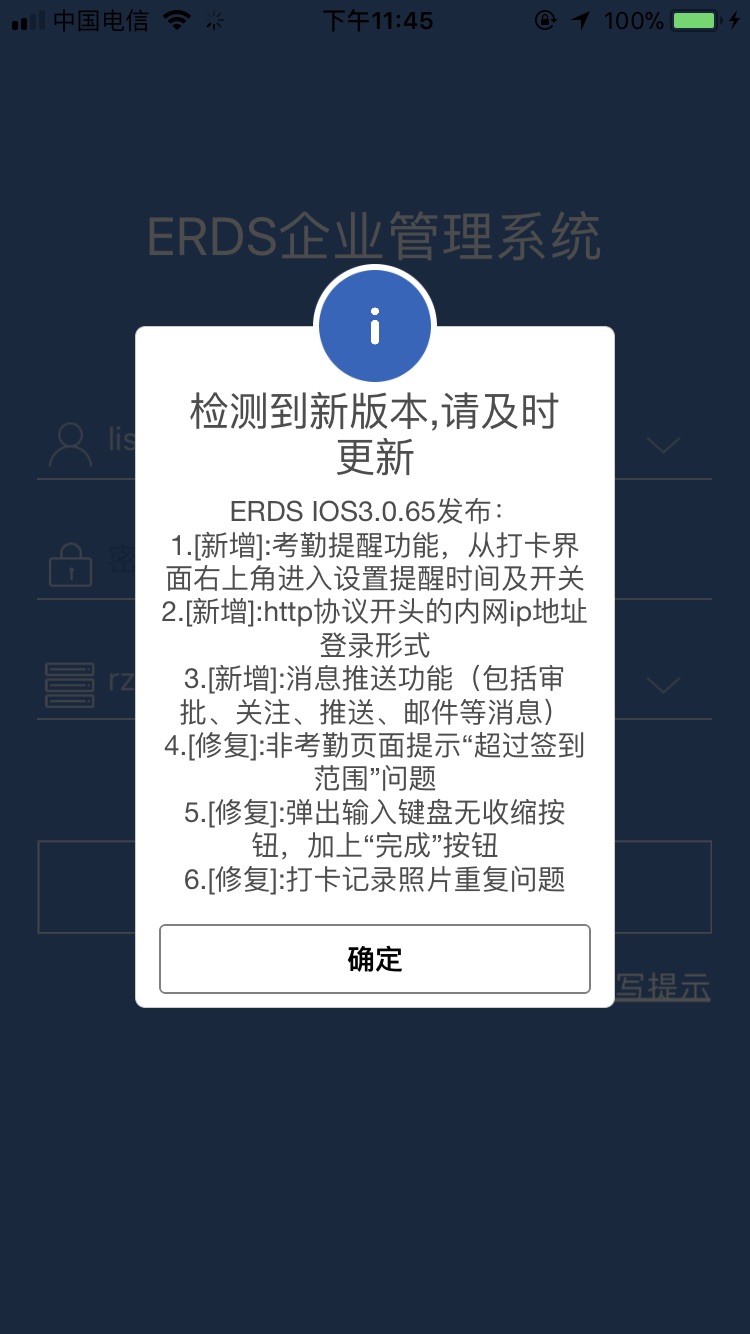 中国电信
下午11:45
100%
ERDS企业管理系统
检测到新版本,请及时
更新
ERDS IOS3.0.65发布：
1.[新增]:考勤提醒功能，从打卡界
面右上角进入设置提醒时间及开关
2.[新增]:http协议开头的内网ip地址
登录形式
3.[新增]:消息推送功能（包括审
批、关注、推送、邮件等消息）
4.[修复]:非考勤页面提示“超过签到
范围”问题
5.[修复]:弹出输入键盘无收缩按
钮，加上“完成”按钮
6.[修复]:打卡记录照片重复问题
确定
lis
密
rz
写提示